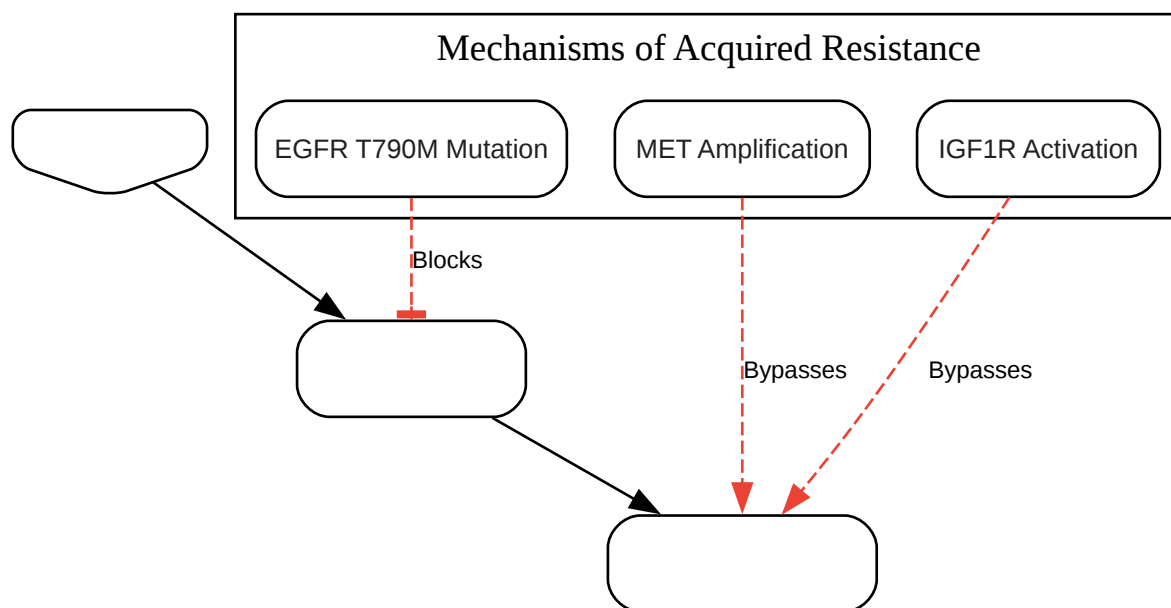 Mechanisms of Acquired Resistance
EGFR T790M Mutation
MET Amplification
IGF1R Activation
Blocks
Bypasses
Bypasses